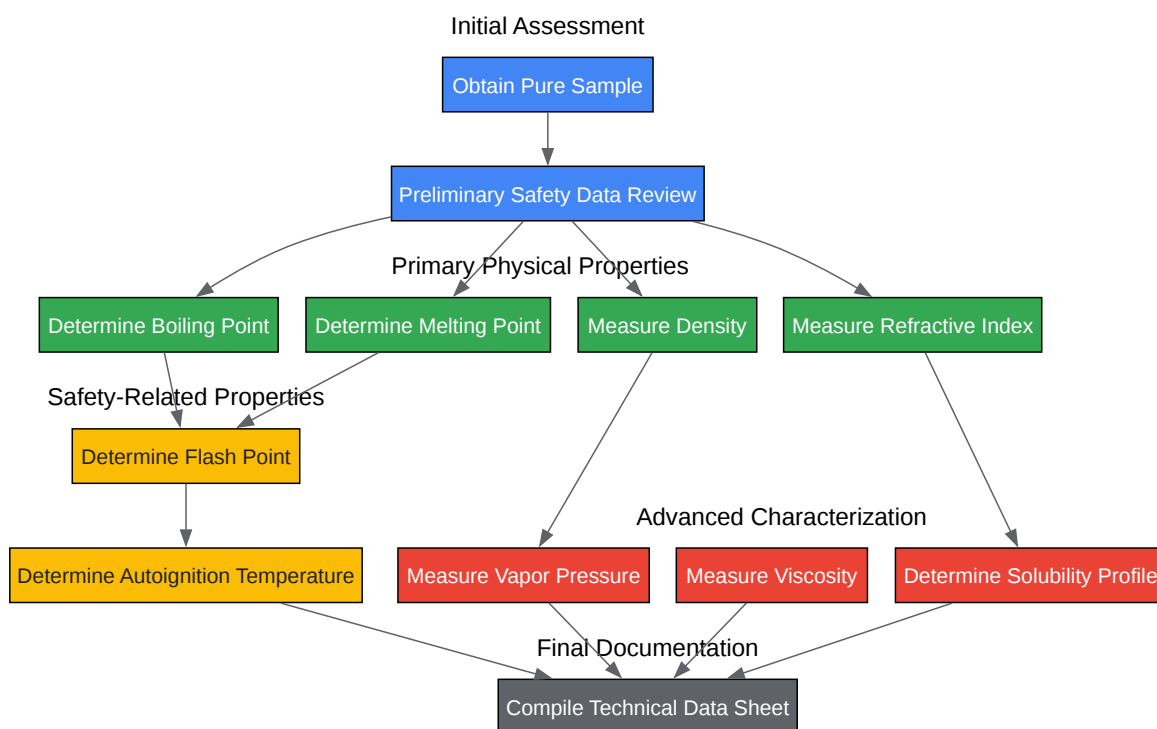 Initial Assessment
Obtain Pure Sample
Preliminary Safety Data Review
Primary Physical Properties
Determine Boiling Point
Determine Melting Point
Measure Density
Measure Refractive Index
Safety-Related Properties
Determine Flash Point
Advanced Characterization
Determine Autoignition Temperature
Measure Vapor Pressure
Measure Viscosity
Determine Solubility Profile
Final Documentation
Compile Technical Data Sheet